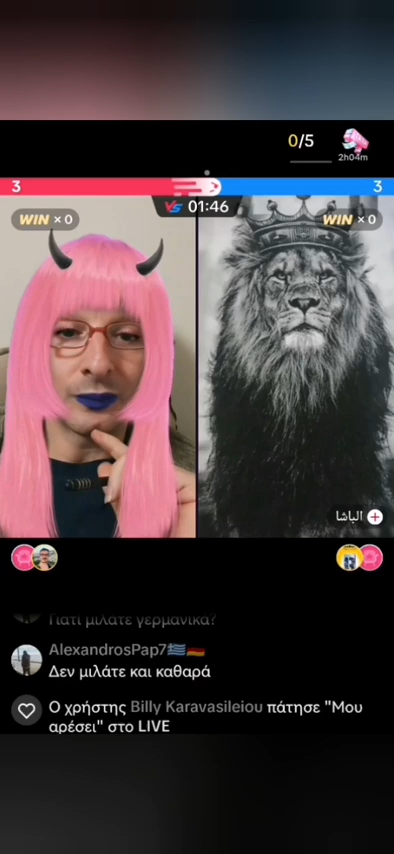 0/5
2h04m
3
3
VS 01:46
WIN × 0
WIN × 0
الباشا
Γιατί μιλάτε γερμανικά?
AlexandrosPap7🇬🇷🇩🇪
Δεν μιλάτε και καθαρά
Ο χρήστης Billy Karavasileiou πάτησε "Μου
αρέσει" στο LIVE